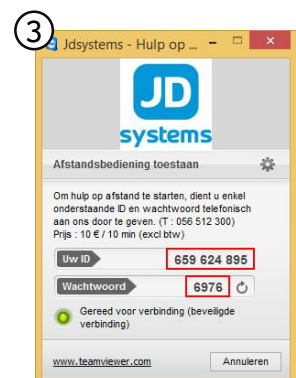 3
Jdsystems - Hulp op ...
JD
systems
Afstandsbediening toestaan
Om hulp op afstand te starten, dient u enkel
onderstaande ID en wachtwoord telefonisch
aan ons door te geven. (T : 056 512 300)
Prijs : 10 € / 10 min (excl btw)
Uw ID 659 624 895
Wachtwoord 6976
Gereed voor verbinding (beveiligde
verbinding)
www.teamviewer.com Annuleren